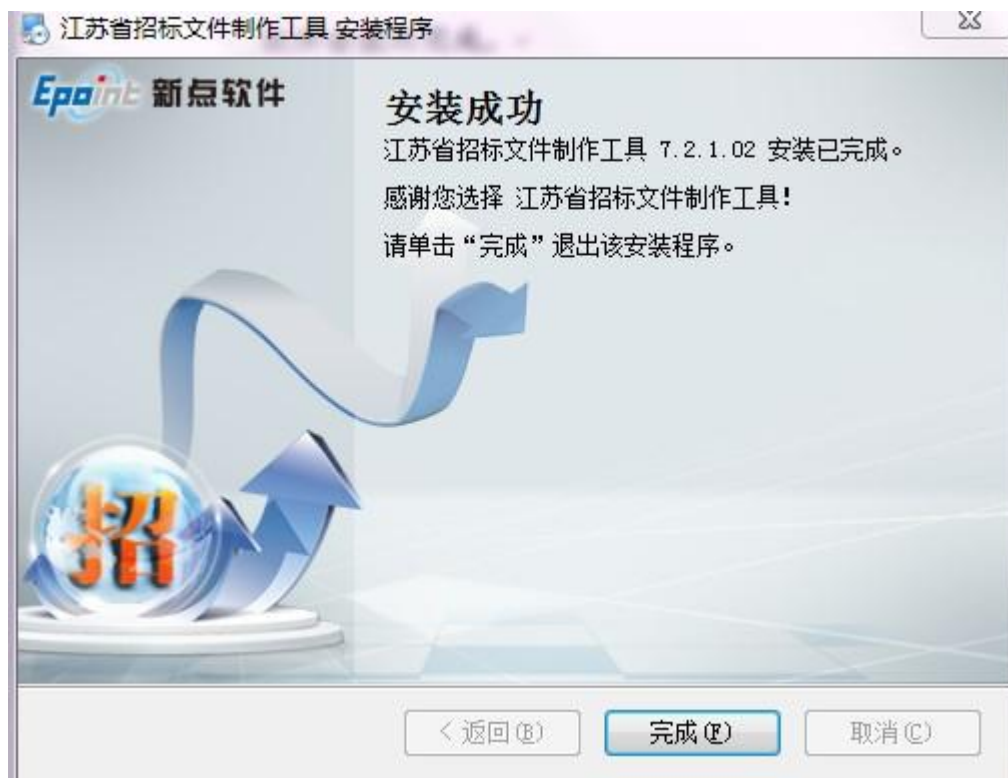 江苏省招标文件制作工具 安装程序
Epoint 新点软件
安装成功
江苏省招标文件制作工具 7.2.1.02 安装已完成。
感谢您选择 江苏省招标文件制作工具!
请单击“完成”退出该安装程序。
招
< 返回(B)
完成(F)
取消(C)